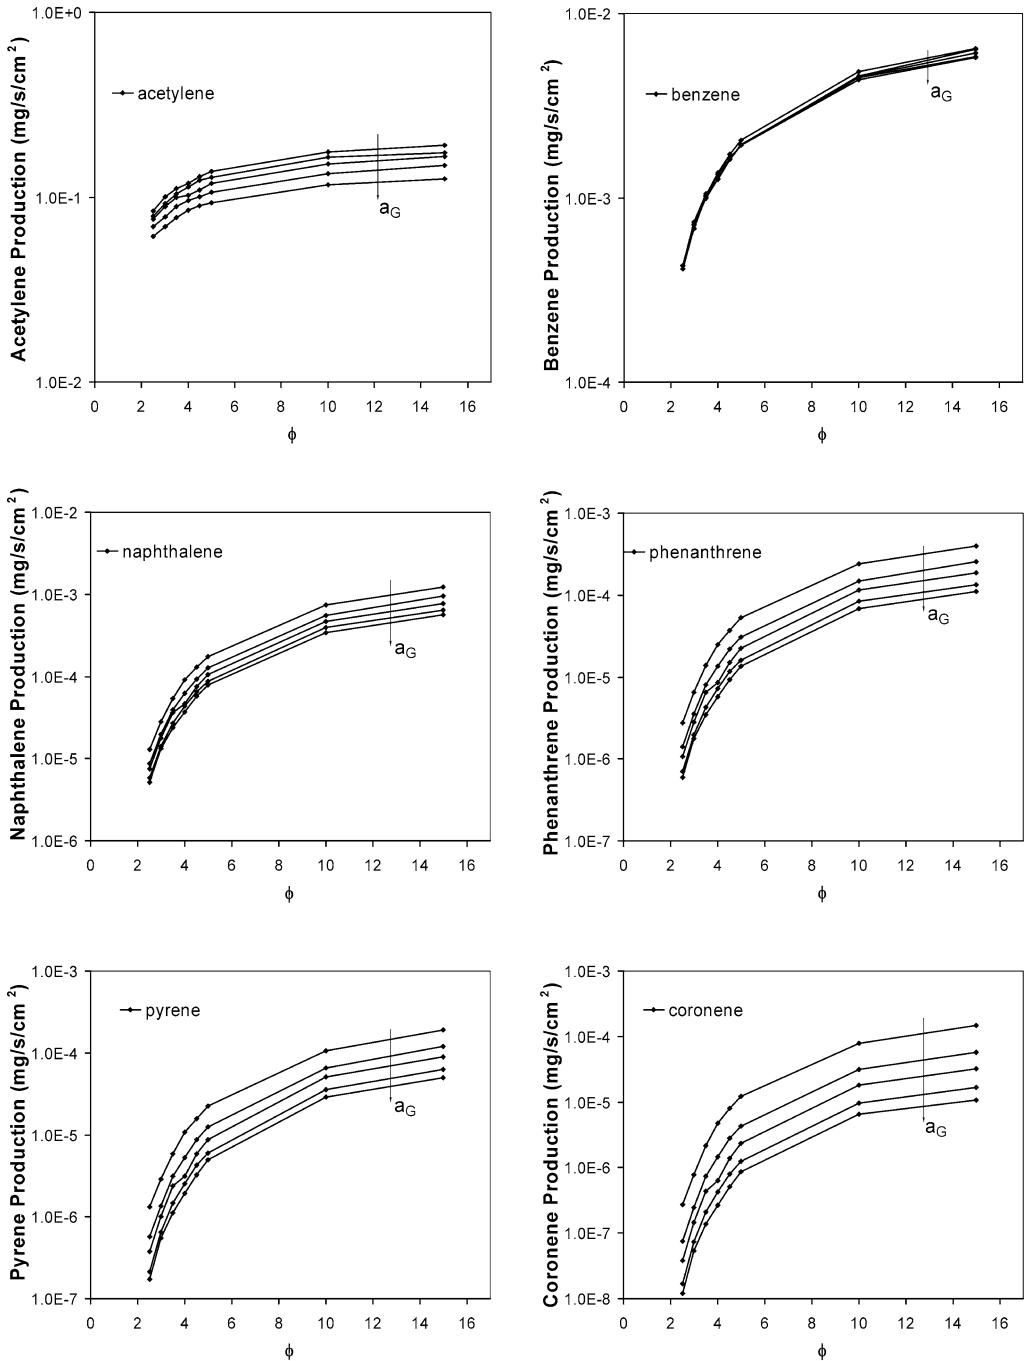 Acetylene Production (mg/s/cm²)
1.0E+0
1.0E-1
1.0E-2
acetylene
aG
0 2 4 6 8 10 12 14 16
ϕ
Benzene Production (mg/s/cm²)
1.0E-2
1.0E-3
1.0E-4
benzene
aG
0 2 4 6 8 10 12 14 16
ϕ
Naphthalene Production (mg/s/cm²)
1.0E-2
1.0E-3
1.0E-4
1.0E-5
1.0E-6
naphthalene
aG
0 2 4 6 8 10 12 14 16
ϕ
Phenanthrene Production (mg/s/cm²)
1.0E-3
1.0E-4
1.0E-5
1.0E-6
1.0E-7
phenanthrene
aG
0 2 4 6 8 10 12 14 16
ϕ
Pyrene Production (mg/s/cm²)
1.0E-3
1.0E-4
1.0E-5
1.0E-6
1.0E-7
pyrene
aG
0 2 4 6 8 10 12 14 16
ϕ
Coronene Production (mg/s/cm²)
1.0E-3
1.0E-4
1.0E-5
1.0E-6
1.0E-7
1.0E-8
coronene
aG
0 2 4 6 8 10 12 14 16
ϕ